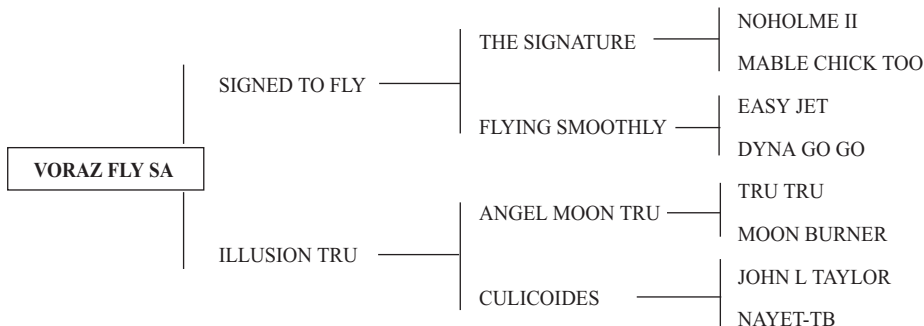 NOHOLME II
THE SIGNATURE
MABLE CHICK TOO
SIGNED TO FLY
EASY JET
FLYING SMOOTHLY
DYNA GO GO
VORAZ FLY SA
TRU TRU
ANGEL MOON TRU
MOON BURNER
ILLUSION TRU
JOHN L TAYLOR
CULICOIDES
NAYET-TB